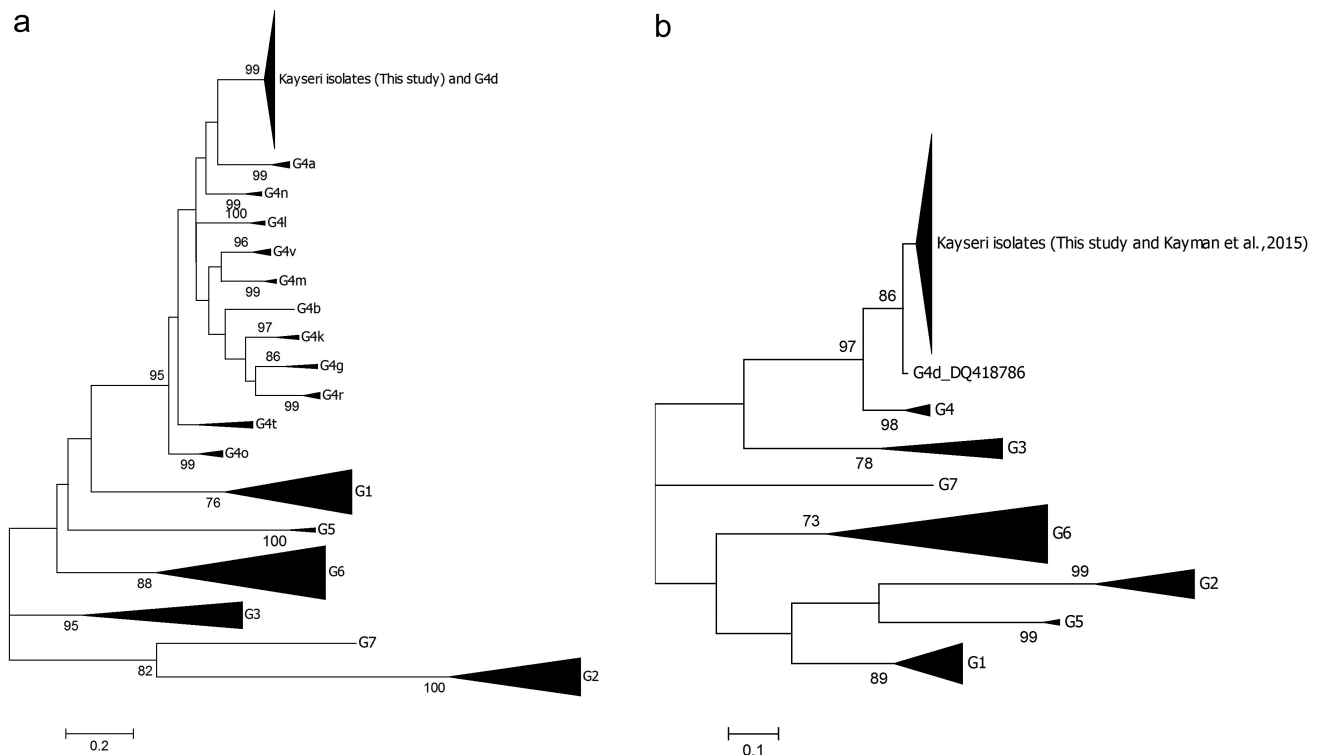 a
99
Kayseri isolates (This study) and G4d
G4a
99
G4n
99
100
G4l
96
G4v
G4m
99
G4b
97
G4k
86
G4g
G4r
99
95
G4t
G4o
99
G1
76
G5
100
G6
88
G3
95
G7
82
G2
100
0.2
b
Kayseri isolates (This study and Kayman et al.,2015)
86
97
G4d_DQ418786
G4
98
G3
78
G7
73
G6
99
G2
G5
99
G1
89
0.1